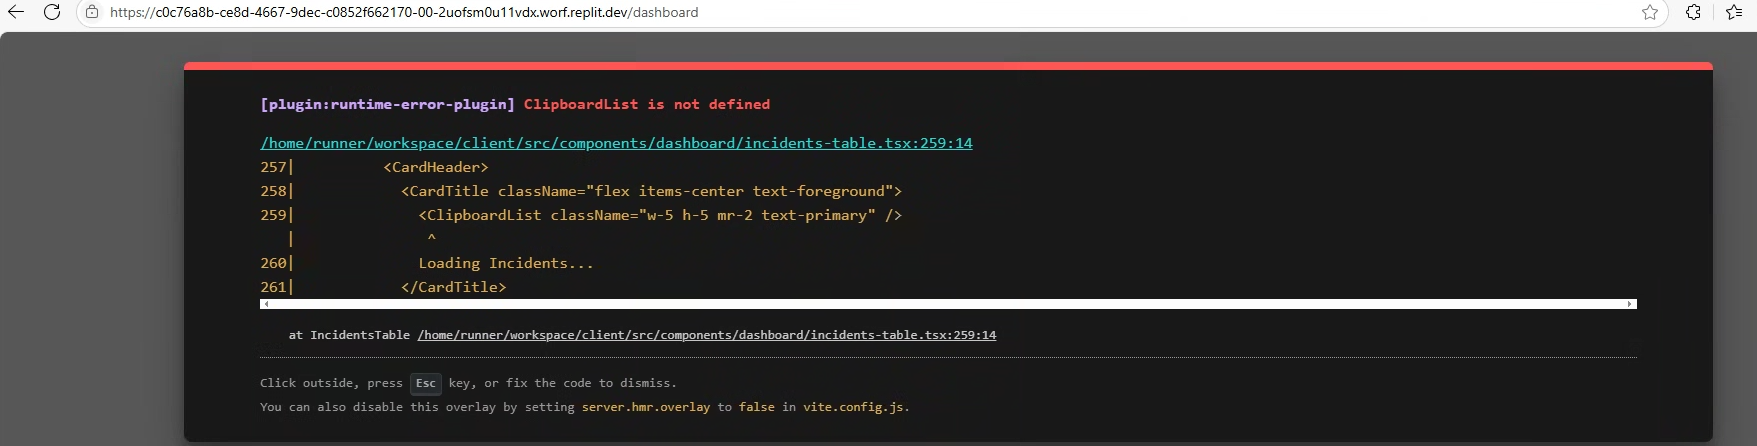 https://c0c76a8b-ce8d-4667-9dec-c0852f662170-00-2uofsm0u11vdx.worf.replit.dev/dashboard
[plugin:runtime-error-plugin] ClipboardList is not defined
/home/runner/workspace/client/src/components/dashboard/incidents-table.tsx:259:14
257|          <CardHeader>
258|            <CardTitle className="flex items-center text-foreground">
259|              <ClipboardList className="w-5 h-5 mr-2 text-primary" />
   |               ^
260|              Loading Incidents...
261|            </CardTitle>
at IncidentsTable /home/runner/workspace/client/src/components/dashboard/incidents-table.tsx:259:14
Click outside, press Esc key, or fix the code to dismiss.
You can also disable this overlay by setting server.hmr.overlay to false in vite.config.js.